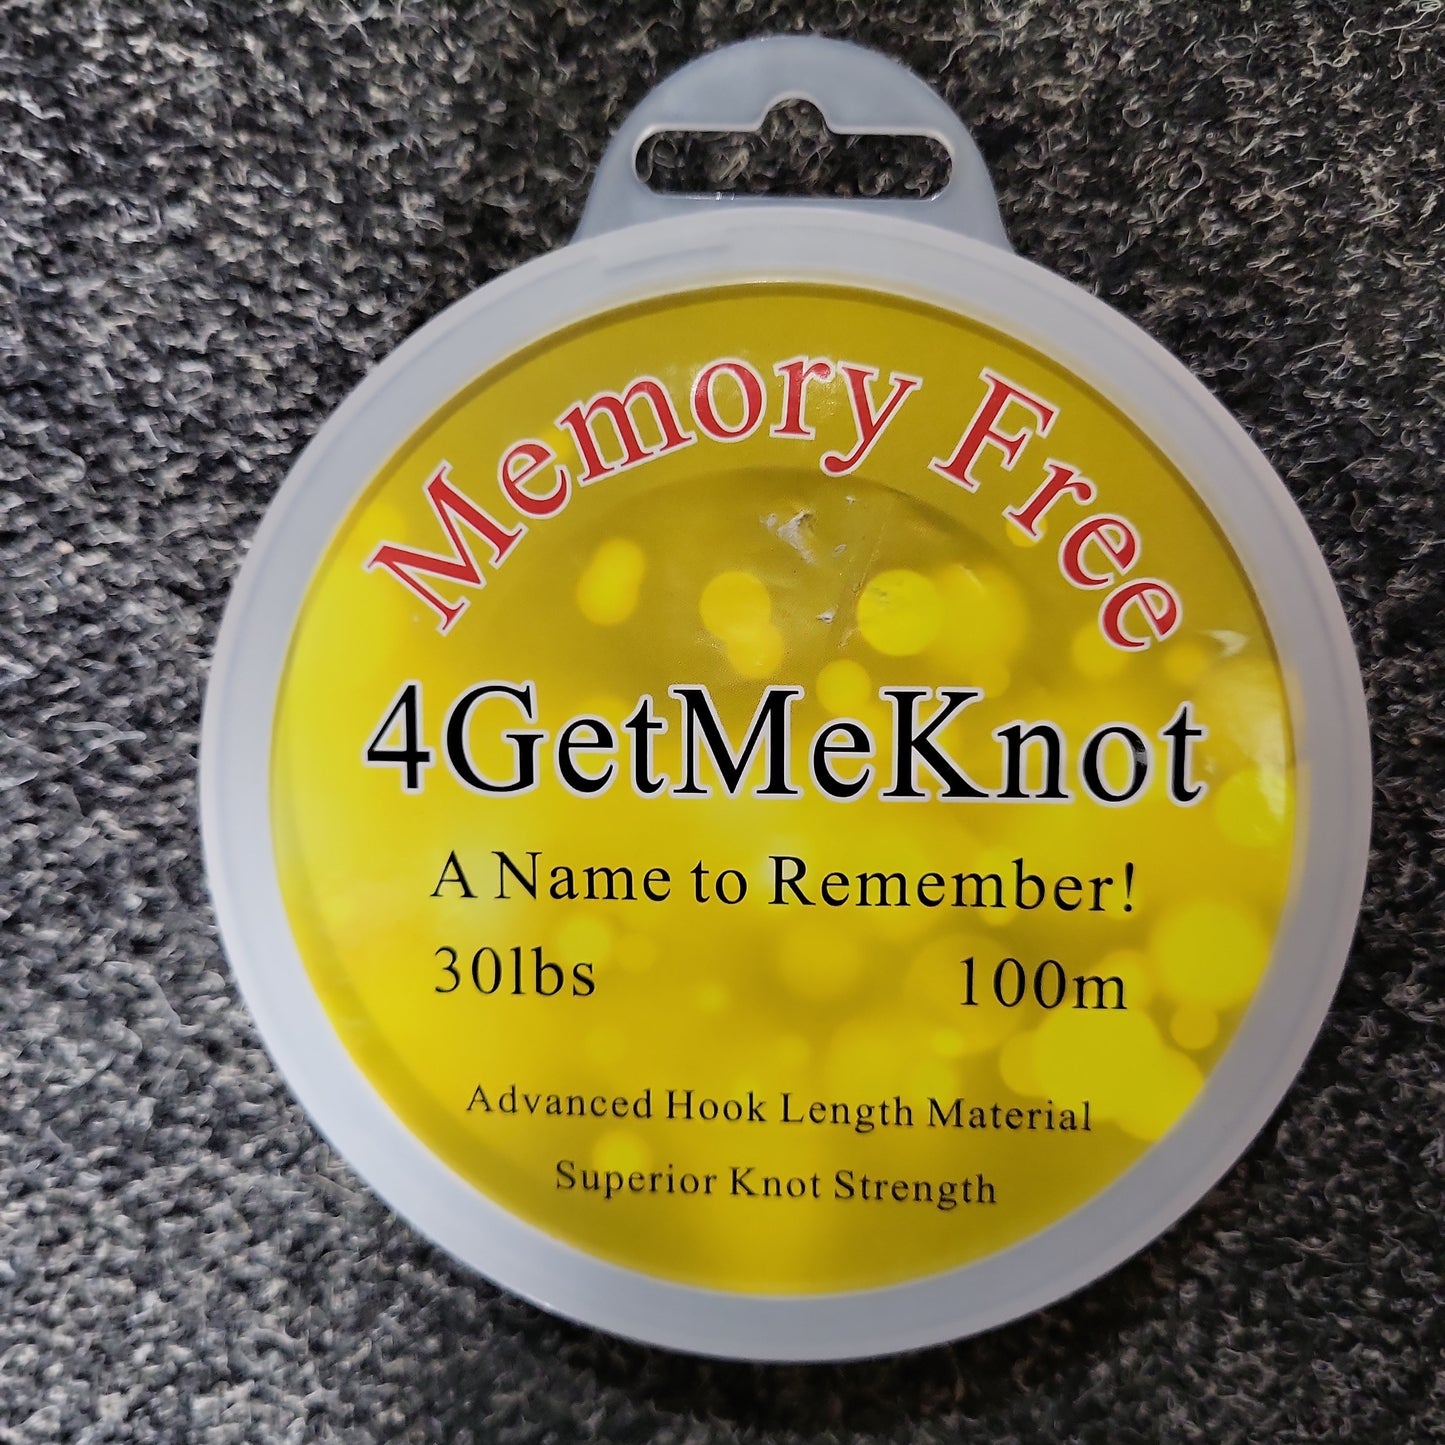 Memory Free
4GetMeKnot
A Name to Remember!
30lbs 100m
Advanced Hook Length Material
Superior Knot Strength